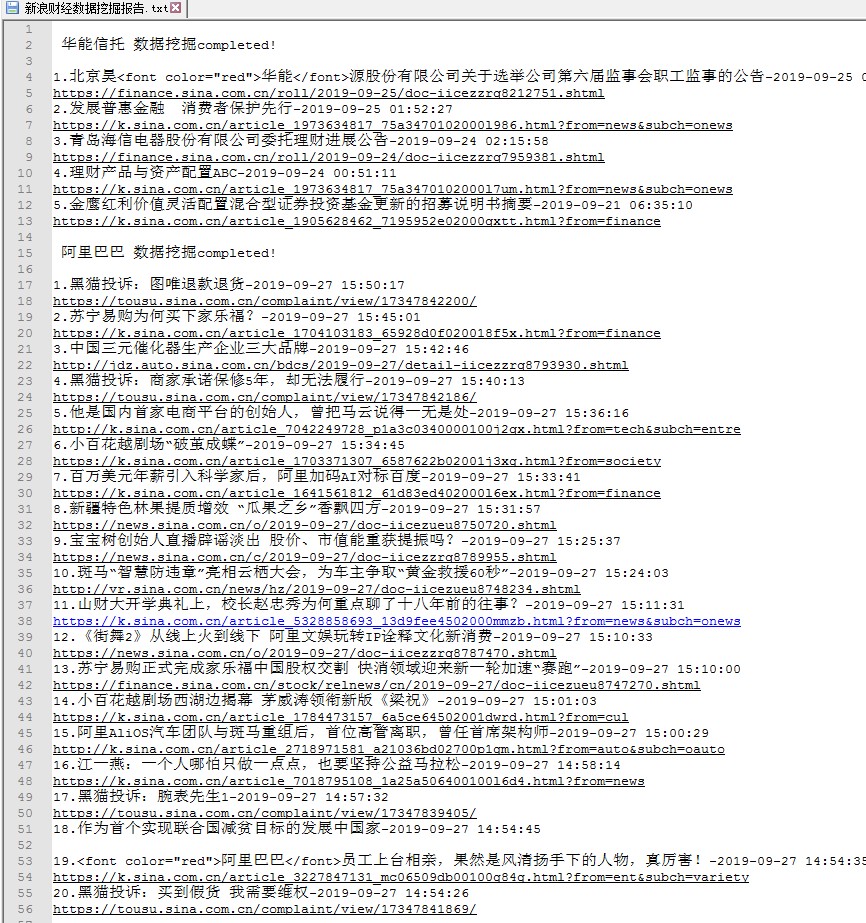 新浪财经数据挖掘报告.txt
1
2 华能信托 数据挖掘completed!
3
4 1.北京昊<font color="red">华能</font>源股份有限公司关于选举公司第六届监事会职工监事的公告-2019-09-25 0
5 https://finance.sina.com.cn/roll/2019-09-25/doc-iicezzrq8212751.shtml
6 2.发展普惠金融　消费者保护先行-2019-09-25 01:52:27
7 https://k.sina.com.cn/article_1973634817_75a3470102000l986.html?from=news&subch=onews
8 3.青岛海信电器股份有限公司委托理财进展公告-2019-09-24 02:15:58
9 https://finance.sina.com.cn/roll/2019-09-24/doc-iicezzrq7959381.shtml
10 4.理财产品与资产配置ABC-2019-09-24 00:51:11
11 https://k.sina.com.cn/article_1973634817_75a3470102000l7um.html?from=news&subch=onews
12 5.金鹰红利价值灵活配置混合型证券投资基金更新的招募说明书摘要-2019-09-21 06:35:10
13 https://k.sina.com.cn/article_1905628462_7195952e02000qxtt.html?from=finance
14
15 阿里巴巴 数据挖掘completed!
16
17 1.黑猫投诉：图唯退款退货-2019-09-27 15:50:17
18 https://tousu.sina.com.cn/complaint/view/17347842200/
19 2.苏宁易购为何买下家乐福？-2019-09-27 15:45:01
20 https://k.sina.com.cn/article_1704103183_65928d0f020018f5x.html?from=finance
21 3.中国三元催化器生产企业三大品牌-2019-09-27 15:42:46
22 http://jdz.auto.sina.com.cn/bdcs/2019-09-27/detail-iicezzrq8793930.shtml
23 4.黑猫投诉：商家承诺保修5年，却无法履行-2019-09-27 15:40:13
24 https://tousu.sina.com.cn/complaint/view/17347842186/
25 5.他是国内首家电商平台的创始人，曾把马云说得一无是处-2019-09-27 15:36:16
26 http://k.sina.com.cn/article_7042249728_p1a3c0340000100j2qx.html?from=tech&subch=entre
27 6.小百花越剧场“破茧成蝶”-2019-09-27 15:34:45
28 https://k.sina.com.cn/article_1703371307_6587622b02001j3xq.html?from=society
29 7.百万美元年薪引入科学家后，阿里加码AI对标百度-2019-09-27 15:33:41
30 https://k.sina.com.cn/article_1641561812_61d83ed402000l6ex.html?from=finance
31 8.新疆特色林果提质增效 “瓜果之乡”香飘四方-2019-09-27 15:31:57
32 https://news.sina.com.cn/o/2019-09-27/doc-iicezueu8750720.shtml
33 9.宝宝树创始人直播辟谣淡出 股价、市值能重获提振吗？-2019-09-27 15:25:37
34 https://news.sina.com.cn/c/2019-09-27/doc-iicezzrq8789955.shtml
35 10.斑马“智慧防违章”亮相云栖大会，为车主争取“黄金救援60秒”-2019-09-27 15:24:03
36 http://vr.sina.com.cn/news/hz/2019-09-27/doc-iicezueu8748234.shtml
37 11.山财大开学典礼上，校长赵忠秀为何重点聊了十八年前的往事？-2019-09-27 15:11:31
38 https://k.sina.com.cn/article_5328858693_13d9fee4502000mmzb.html?from=news&subch=onews
39 12.《街舞2》从线上火到线下 阿里文娱玩转IP诠释文化新消费-2019-09-27 15:10:33
40 https://news.sina.com.cn/o/2019-09-27/doc-iicezzrq8787470.shtml
41 13.苏宁易购正式完成家乐福中国股权交割 快消领域迎来新一轮加速“赛跑”-2019-09-27 15:10:00
42 https://finance.sina.com.cn/stock/relnews/cn/2019-09-27/doc-iicezueu8747270.shtml
43 14.小百花越剧场西湖边揭幕 茅威涛领衔新版《梁祝》-2019-09-27 15:01:03
44 https://k.sina.com.cn/article_1784473157_6a5ce64502001dwrd.html?from=cul
45 15.阿里AliOS汽车团队与斑马重组后，首位高管离职，曾任首席架构师-2019-09-27 15:00:29
46 http://k.sina.com.cn/article_2718971581_a21036bd02700p1qm.html?from=auto&subch=oauto
47 16.江一燕：一个人哪怕只做一点点，也要坚持公益马拉松-2019-09-27 14:58:14
48 https://k.sina.com.cn/article_7018795108_1a25a506400100l6d4.html?from=news
49 17.黑猫投诉：腕表先生1-2019-09-27 14:57:32
50 https://tousu.sina.com.cn/complaint/view/17347839405/
51 18.作为首个实现联合国减贫目标的发展中国家-2019-09-27 14:54:45
52
53 19.<font color="red">阿里巴巴</font>员工上台相亲，果然是风清扬手下的人物，真厉害！-2019-09-27 14:54:35
54 http://k.sina.com.cn/article_3227847131_mc06509db00100q84q.html?from=ent&subch=variety
55 20.黑猫投诉：买到假货 我需要维权-2019-09-27 14:54:26
56 https://tousu.sina.com.cn/complaint/view/17347841869/